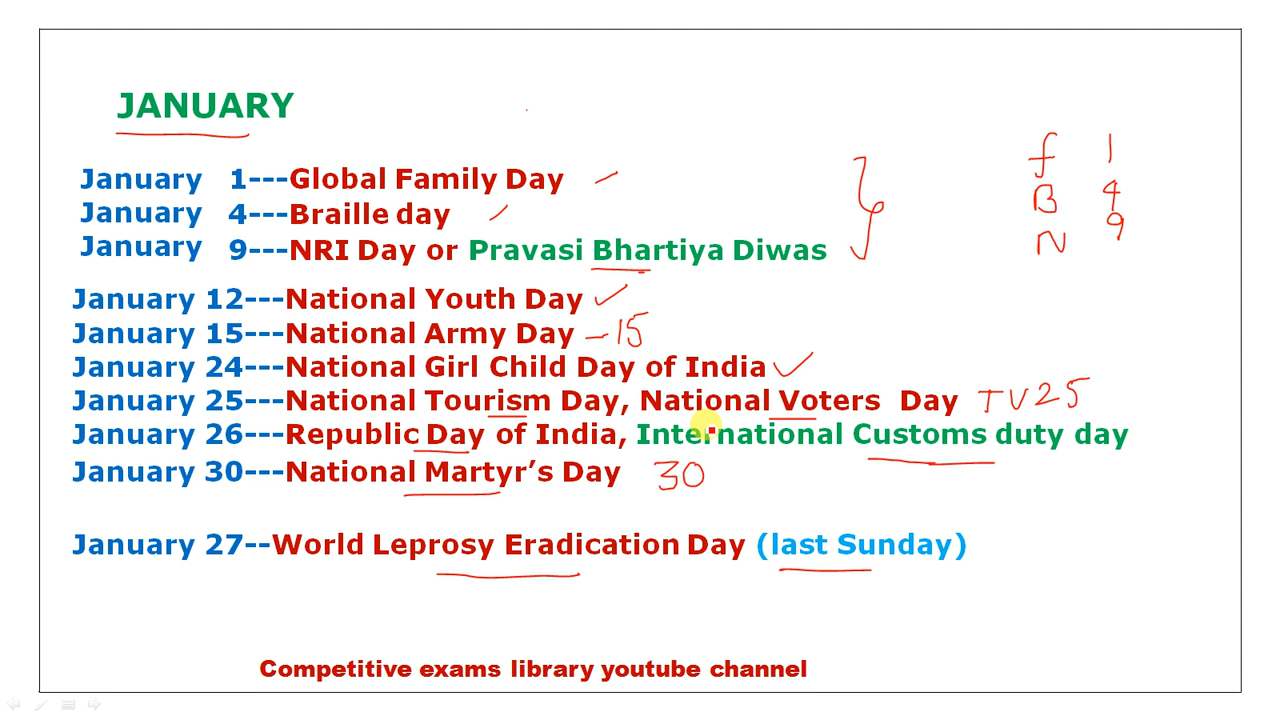 JANUARY
January 1---Global Family Day
January 4---Braille day
January 9---NRI Day or Pravasi Bhartiya Diwas
f 1
B 4
N 9
January 12---National Youth Day
January 15---National Army Day -15
January 24---National Girl Child Day of India
January 25---National Tourism Day, National Voters Day TV25
January 26---Republic Day of India, International Customs duty day
January 30---National Martyr’s Day 30
January 27--World Leprosy Eradication Day (last Sunday)
Competitive exams library youtube channel